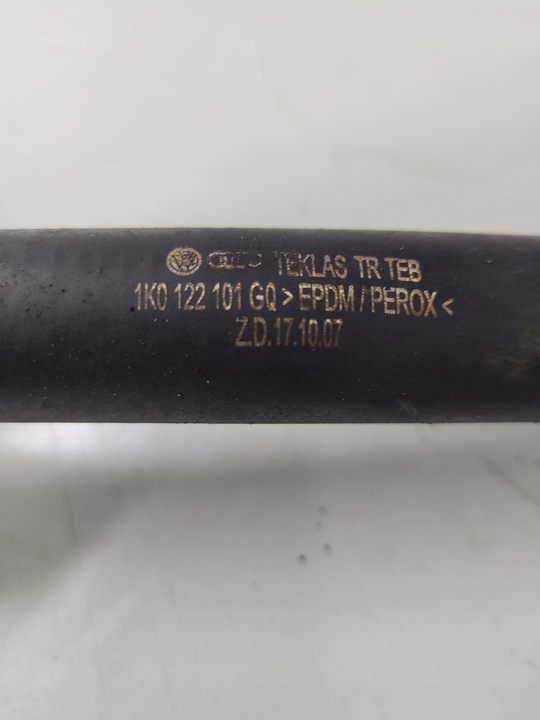 TEKLAS TR TEB
1K0 122 101 GQ >EPDM/PEROX<
Z.D.17.10.07